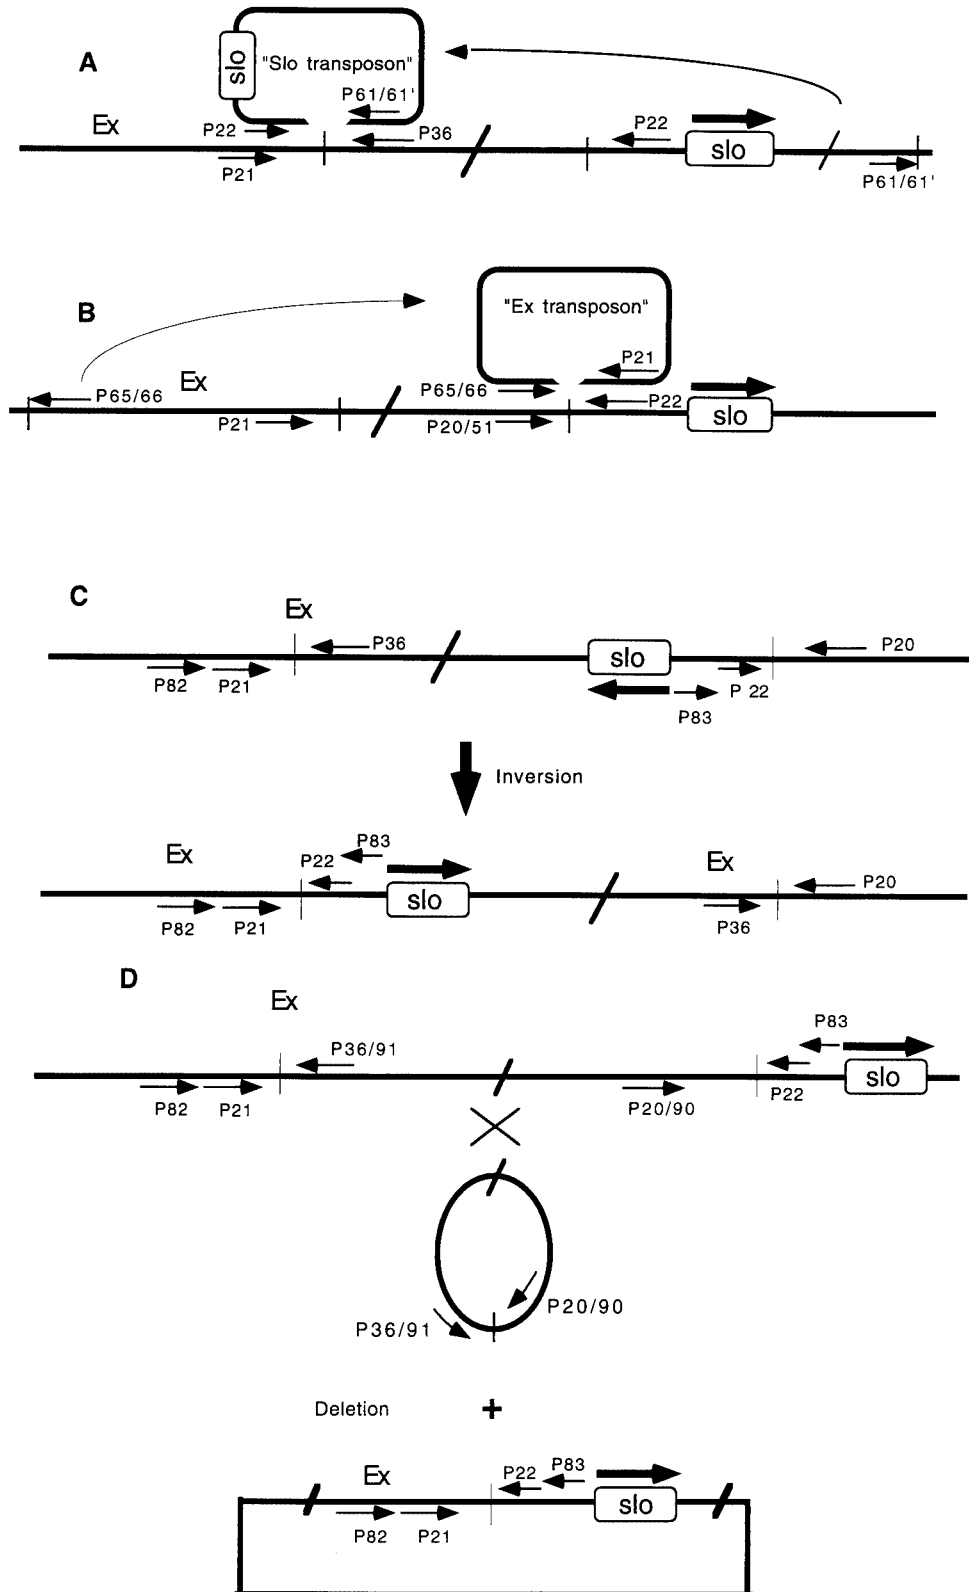 A
slo
"Slo transposon"
P61/61'
Ex
P22
P36
P22
slo
P21
P61/61'
B
"Ex transposon"
Ex
P65/66
P65/66
P21
P22
P21
P20/51
slo
C
Ex
P36
slo
P20
P82
P21
P 22
P83
Inversion
Ex
P22
P83
Ex
slo
P20
P82
P21
P36
D
Ex
P83
P36/91
slo
P82
P21
P20/90
P22
P20/90
P36/91
Deletion
+
Ex
P22
P83
slo
P82
P21